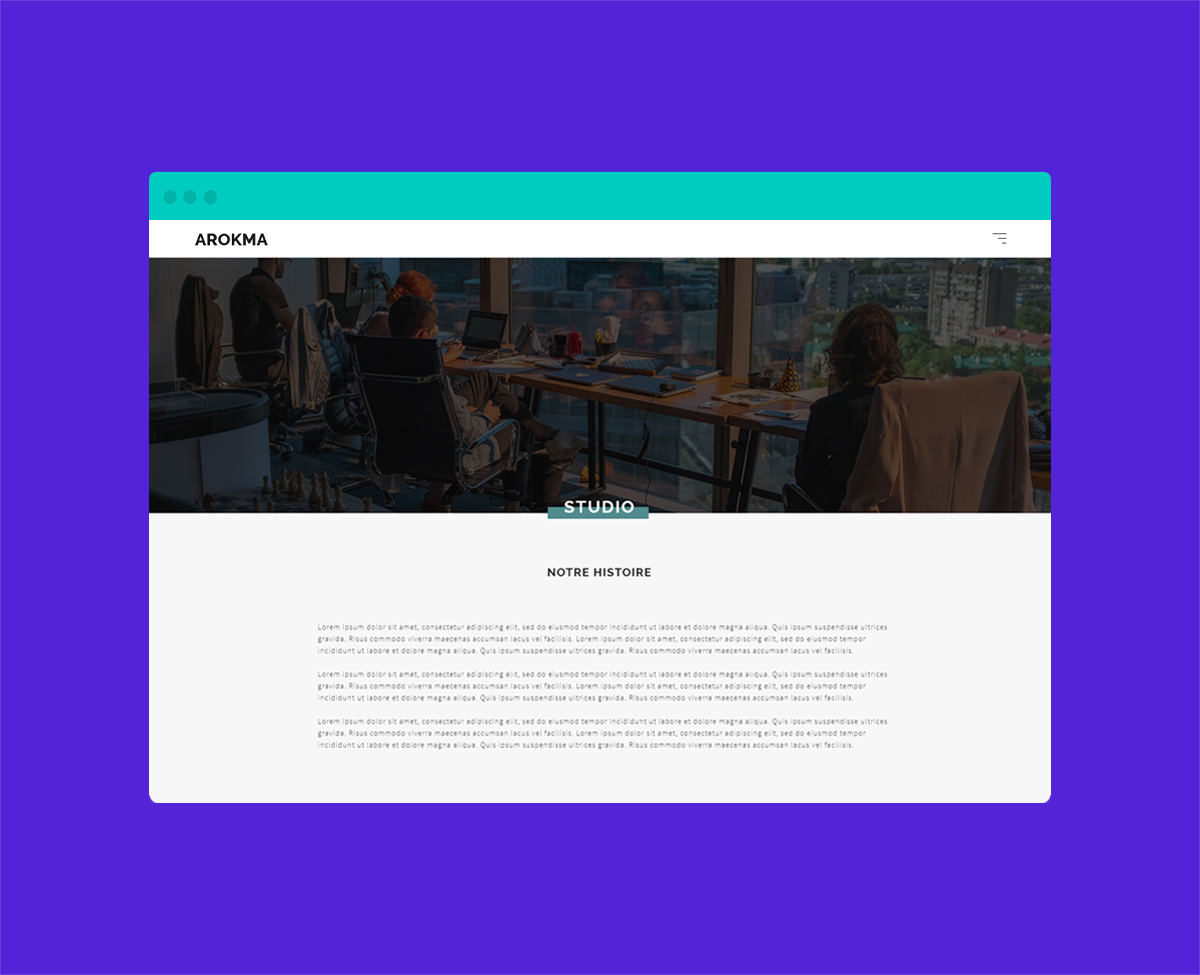 AROKMA
STUDIO
NOTRE HISTOIRE
Lorem ipsum dolor sit amet, consectetur adipiscing elit, sed do eiusmod tempor incididunt ut labore et dolore magna aliqua. Quis ipsum suspendisse ultrices
gravida. Risus commodo viverra maecenas accumsan lacus vel facilisis. Lorem ipsum dolor sit amet, consectetur adipiscing elit, sed do eiusmod tempor
incididunt ut labore et dolore magna aliqua. Quis ipsum suspendisse ultrices gravida. Risus commodo viverra maecenas accumsan lacus vel facilisis.
Lorem ipsum dolor sit amet, consectetur adipiscing elit, sed do eiusmod tempor incididunt ut labore et dolore magna aliqua. Quis ipsum suspendisse ultrices
gravida. Risus commodo viverra maecenas accumsan lacus vel facilisis. Lorem ipsum dolor sit amet, consectetur adipiscing elit, sed do eiusmod tempor
incididunt ut labore et dolore magna aliqua. Quis ipsum suspendisse ultrices gravida. Risus commodo viverra maecenas accumsan lacus vel facilisis.
Lorem ipsum dolor sit amet, consectetur adipiscing elit, sed do eiusmod tempor incididunt ut labore et dolore magna aliqua. Quis ipsum suspendisse ultrices
gravida. Risus commodo viverra maecenas accumsan lacus vel facilisis. Lorem ipsum dolor sit amet, consectetur adipiscing elit, sed do eiusmod tempor
incididunt ut labore et dolore magna aliqua. Quis ipsum suspendisse ultrices gravida. Risus commodo viverra maecenas accumsan lacus vel facilisis.